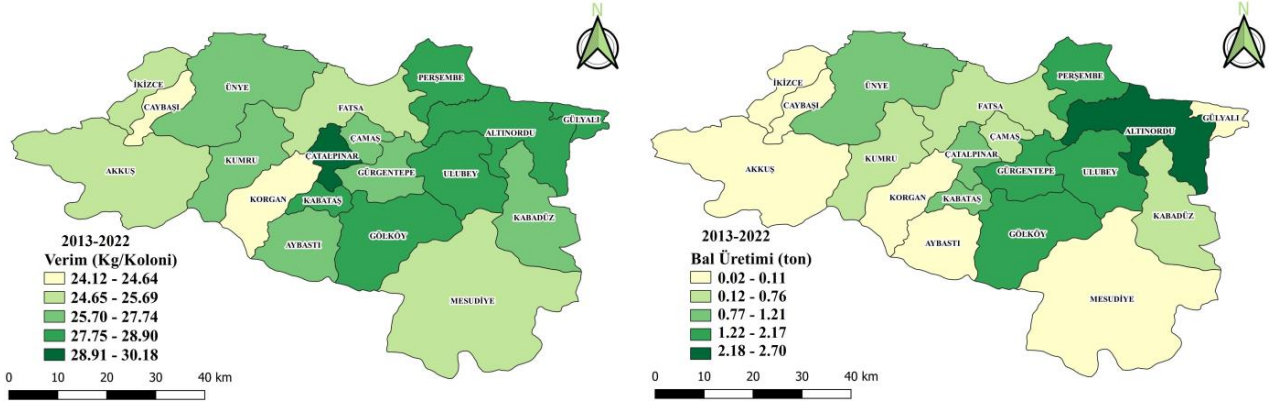 N
İKİZCE
ÇAYBAŞI
ÜNYE
PERŞEMBE
FATSA
GÜLYALI
ALTINORDU
ÇAMAŞ
ÇATALPINAR
AKKUŞ
KUMRU
GÜRGENTEPE
ULUBEY
KORGAN
KABATAŞ
KABADÜZ
AYBASTI
GÖLKÖY
MESUDİYE
2013-2022
Verim (Kg/Koloni)
24.12 - 24.64
24.65 - 25.69
25.70 - 27.74
27.75 - 28.90
28.91 - 30.18
0 10 20 30 40 km
N
İKİZCE
ÇAYBAŞI
ÜNYE
PERŞEMBE
FATSA
GÜLYALI
ALTINORDU
ÇAMAŞ
ÇATALPINAR
AKKUŞ
KUMRU
GÜRGENTEPE
ULUBEY
KORGAN
KABATAŞ
KABADÜZ
AYBASTI
GÖLKÖY
MESUDİYE
2013-2022
Bal Üretimi (ton)
0.02 - 0.11
0.12 - 0.76
0.77 - 1.21
1.22 - 2.17
2.18 - 2.70
0 10 20 30 40 km